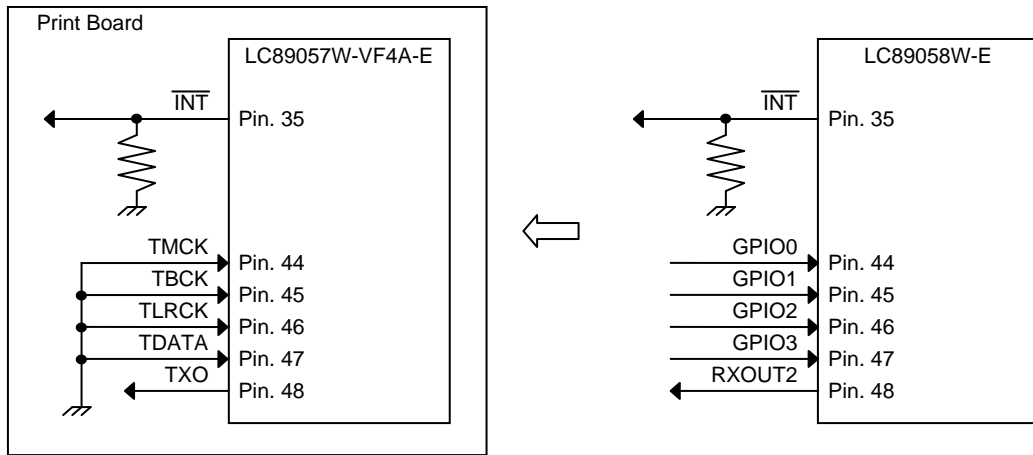 Print Board
LC89057W-VF4A-E
INT
Pin. 35
TMCK
Pin. 44
TBCK
Pin. 45
TLRCK
Pin. 46
TDATA
Pin. 47
TXO
Pin. 48
LC89058W-E
INT
Pin. 35
GPIO0
Pin. 44
GPIO1
Pin. 45
GPIO2
Pin. 46
GPIO3
Pin. 47
RXOUT2
Pin. 48